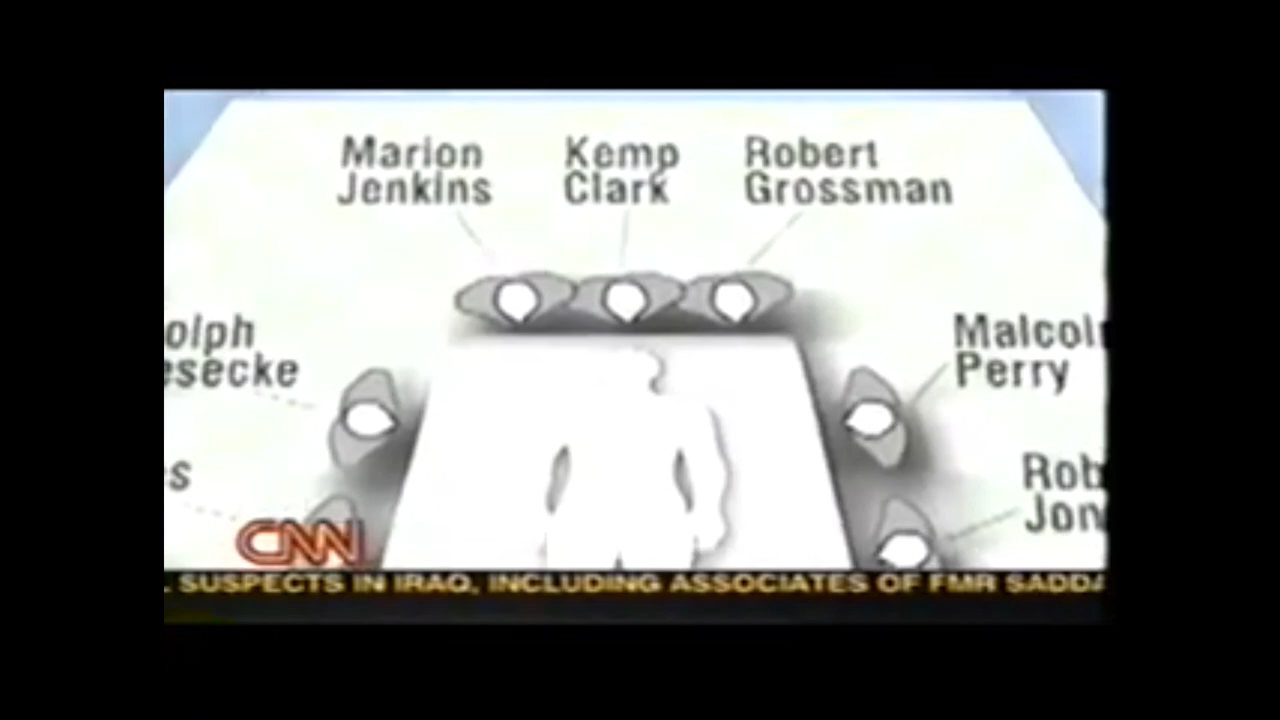 Marion
Jenkins
Kemp
Clark
Robert
Grossman
olph
esecke
Malcol
Perry
s
Rob
Jon
CNN
. SUSPECTS IN IRAQ, INCLUDING ASSOCIATES OF FMR SADDA